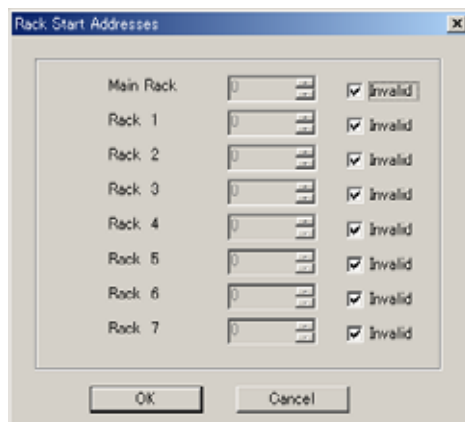 Rack Start Addresses
Main Rack 0 Invalid
Rack 1 0 Invalid
Rack 2 0 Invalid
Rack 3 0 Invalid
Rack 4 0 Invalid
Rack 5 0 Invalid
Rack 6 0 Invalid
Rack 7 0 Invalid
OK Cancel